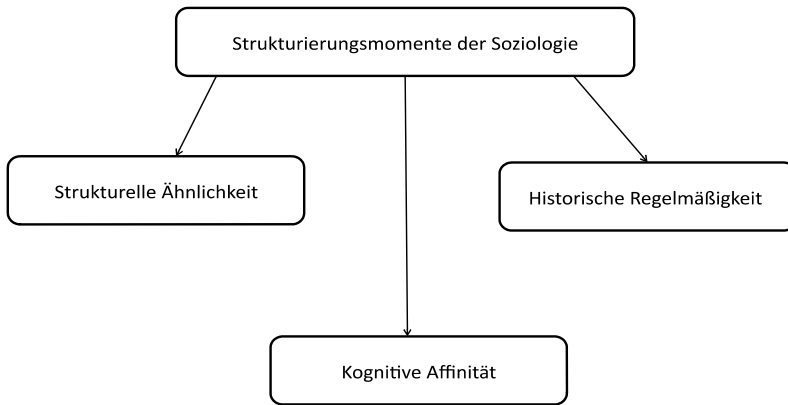 Strukturierungsmomente der Soziologie
Strukturelle Ähnlichkeit
Historische Regelmäßigkeit
Kognitive Affinität